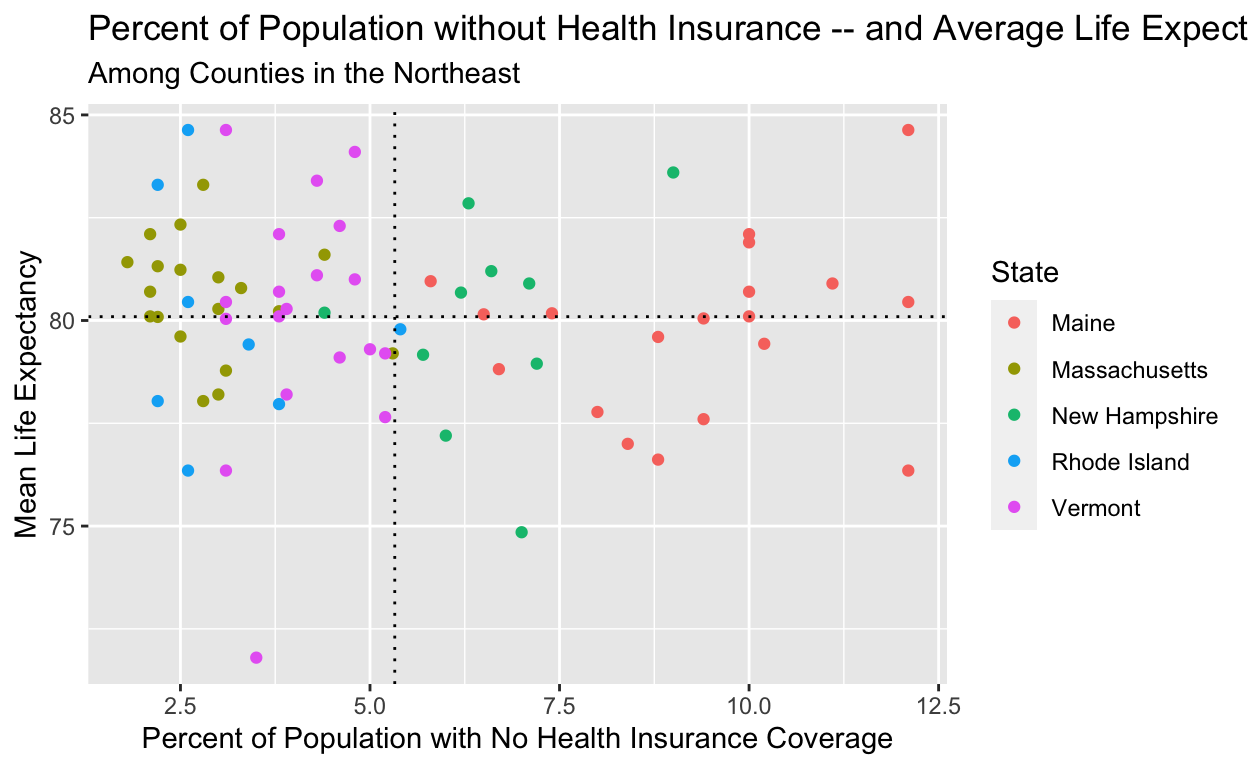 Percent of Population without Health Insurance -- and Average Life Expect
Among Counties in the Northeast
85
80
75
Mean Life Expectancy
2.5 5.0 7.5 10.0 12.5
Percent of Population with No Health Insurance Coverage
State
Maine
Massachusetts
New Hampshire
Rhode Island
Vermont